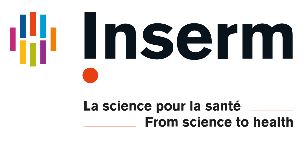 Inserm
La science pour la santé
From science to health